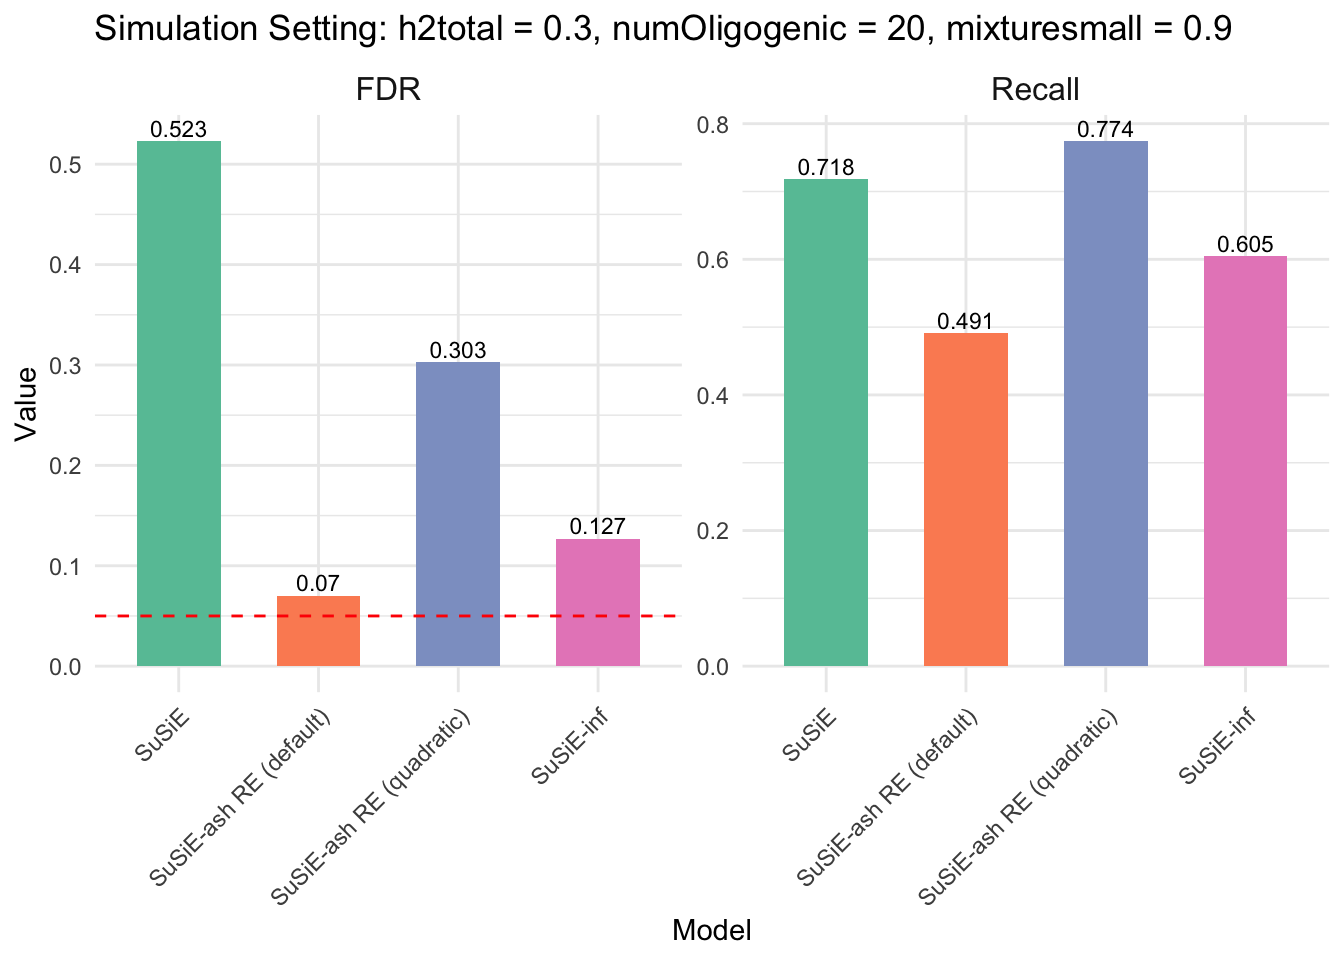 Simulation Setting: h2total = 0.3, numOligogenic = 20, mixturesmall = 0.9
FDR
Recall
Value
0.5
0.4
0.3
0.2
0.1
0.0
0.523
0.07
0.303
0.127
SuSiE
SuSiE-ash RE (default)
SuSiE-ash RE (quadratic)
SuSiE-inf
0.8
0.6
0.4
0.2
0.0
0.718
0.491
0.774
0.605
SuSiE
SuSiE-ash RE (default)
SuSiE-ash RE (quadratic)
SuSiE-inf
Model